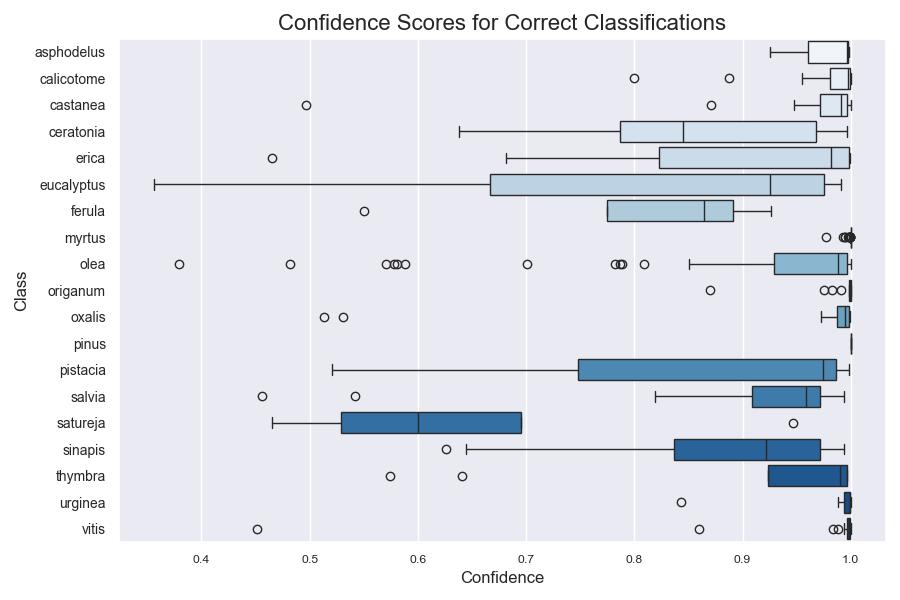 Confidence Scores for Correct Classifications
asphodelus
calicotome
castanea
ceratonia
erica
eucalyptus
ferula
myrtus
olea
origanum
oxalis
pinus
pistacia
salvia
satureja
sinapis
thymbra
urginea
vitis
Class
0.4 0.5 0.6 0.7 0.8 0.9 1.0
Confidence